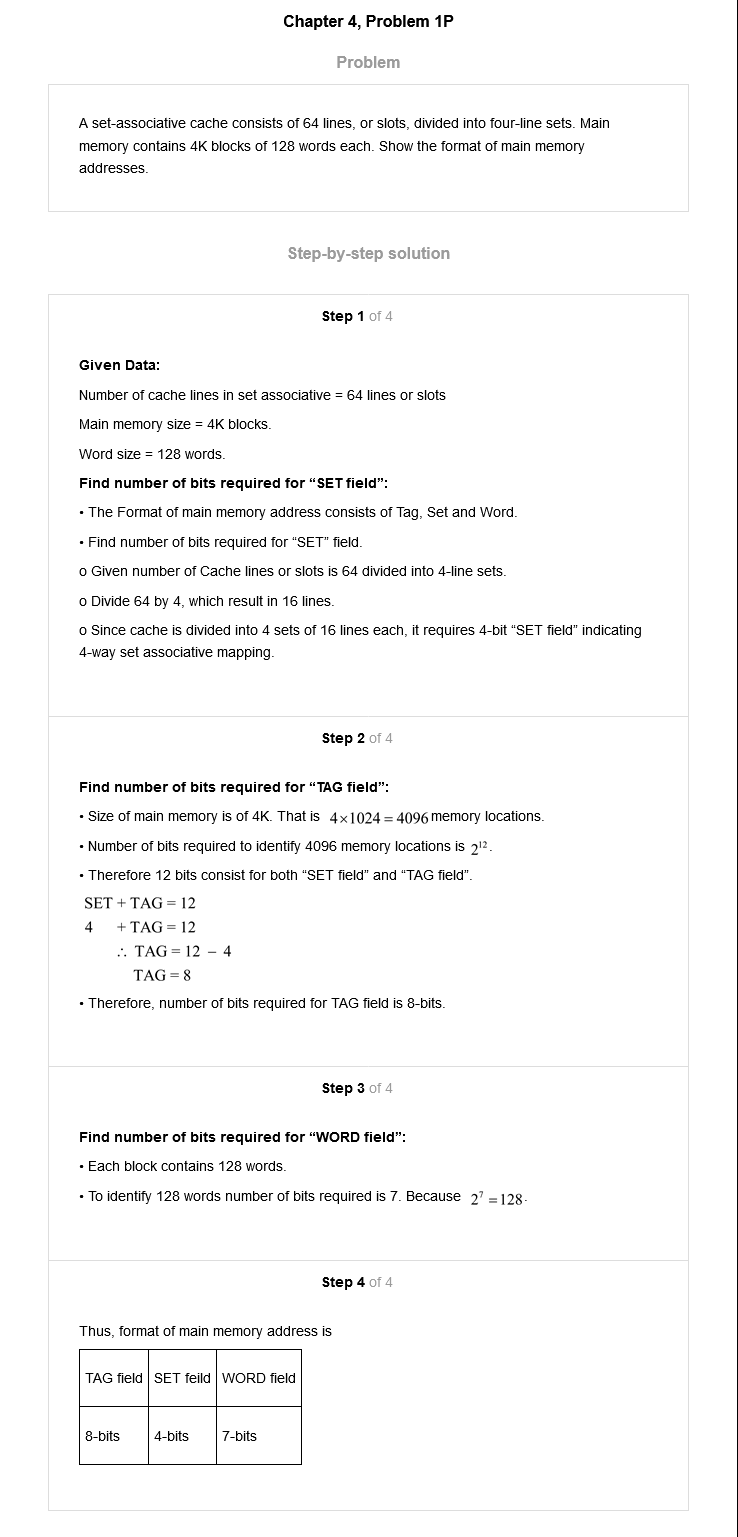 Chapter 4, Problem 1P
Problem
A set-associative cache consists of 64 lines, or slots, divided into four-line sets. Main
memory contains 4K blocks of 128 words each. Show the format of main memory
addresses.
Step-by-step solution
Step 1 of 4
Given Data:
Number of cache lines in set associative = 64 lines or slots
Main memory size = 4K blocks.
Word size = 128 words.
Find number of bits required for “SET field”:
• The Format of main memory address consists of Tag, Set and Word.
• Find number of bits required for “SET” field.
o Given number of Cache lines or slots is 64 divided into 4-line sets.
o Divide 64 by 4, which result in 16 lines.
o Since cache is divided into 4 sets of 16 lines each, it requires 4-bit “SET field” indicating
4-way set associative mapping.
Step 2 of 4
Find number of bits required for “TAG field”:
• Size of main memory is of 4K. That is 4×1024 = 4096 memory locations.
• Number of bits required to identify 4096 memory locations is 2¹².
• Therefore 12 bits consist for both “SET field” and “TAG field”.
SET + TAG = 12
4 + TAG = 12
∴ TAG = 12 − 4
TAG = 8
• Therefore, number of bits required for TAG field is 8-bits.
Step 3 of 4
Find number of bits required for “WORD field”:
• Each block contains 128 words.
• To identify 128 words number of bits required is 7. Because 2⁷ = 128.
Step 4 of 4
Thus, format of main memory address is
TAG field SET feild WORD field
8-bits 4-bits 7-bits